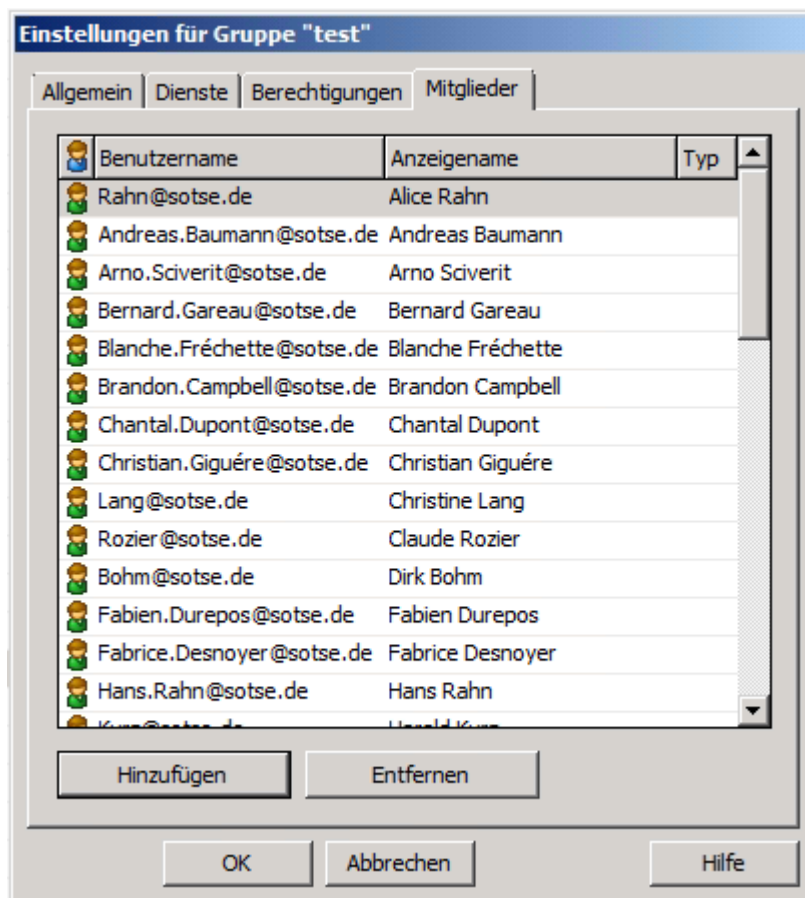 Einstellungen für Gruppe "test"
Allgemein Dienste Berechtigungen Mitglieder
Benutzername Anzeigename Typ
Rahn@sotse.de Alice Rahn
Andreas.Baumann@sotse.de Andreas Baumann
Arno.Sciverit@sotse.de Arno Sciverit
Bernard.Gareau@sotse.de Bernard Gareau
Blanche.Fréchette@sotse.de Blanche Fréchette
Brandon.Campbell@sotse.de Brandon Campbell
Chantal.Dupont@sotse.de Chantal Dupont
Christian.Giguére@sotse.de Christian Giguére
Lang@sotse.de Christine Lang
Rozier@sotse.de Claude Rozier
Bohm@sotse.de Dirk Bohm
Fabien.Durepos@sotse.de Fabien Durepos
Fabrice.Desnoyer@sotse.de Fabrice Desnoyer
Hans.Rahn@sotse.de Hans Rahn
Hinzufügen Entfernen
OK Abbrechen Hilfe